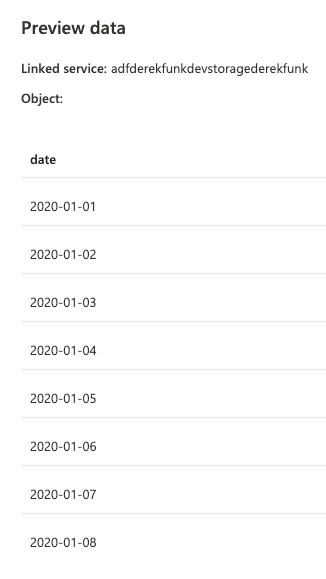 Preview data
Linked service: adfderekfunkdevstoragederekfunk
Object:
date
2020-01-01
2020-01-02
2020-01-03
2020-01-04
2020-01-05
2020-01-06
2020-01-07
2020-01-08